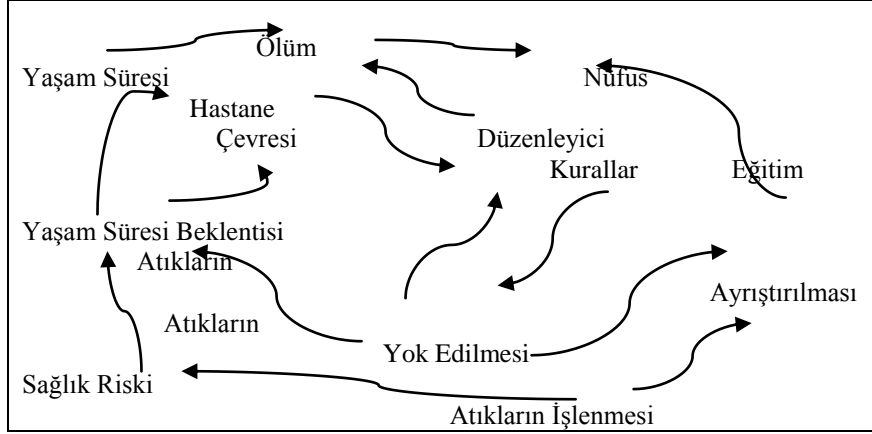 Ölüm
Yaşam Süresi
Nüfus
Hastane
Çevresi
Düzenleyici
Kurallar
Eğitim
Yaşam Süresi Beklentisi
Atıkların
Ayrıştırılması
Atıkların
Yok Edilmesi
Sağlık Riski
Atıkların İşlenmesi